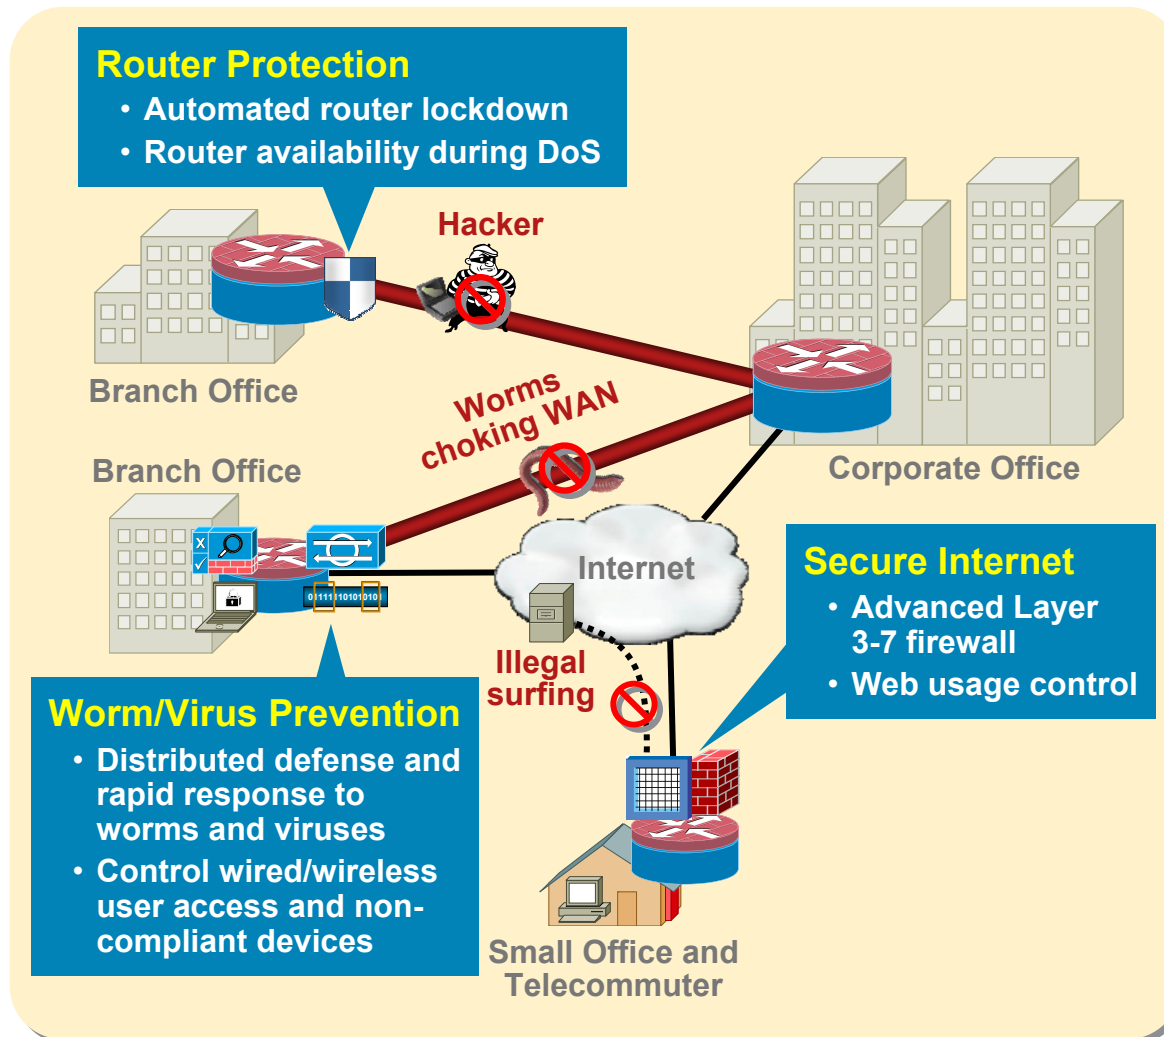 Router Protection
• Automated router lockdown
• Router availability during DoS
Hacker
Branch Office
Worms
choking WAN
Corporate Office
Branch Office
X
✓
Internet
011111101010101
Secure Internet
• Advanced Layer
3-7 firewall
• Web usage control
Illegal
surfing
Worm/Virus Prevention
• Distributed defense and
rapid response to
worms and viruses
• Control wired/wireless
user access and non-
compliant devices
Small Office and
Telecommuter